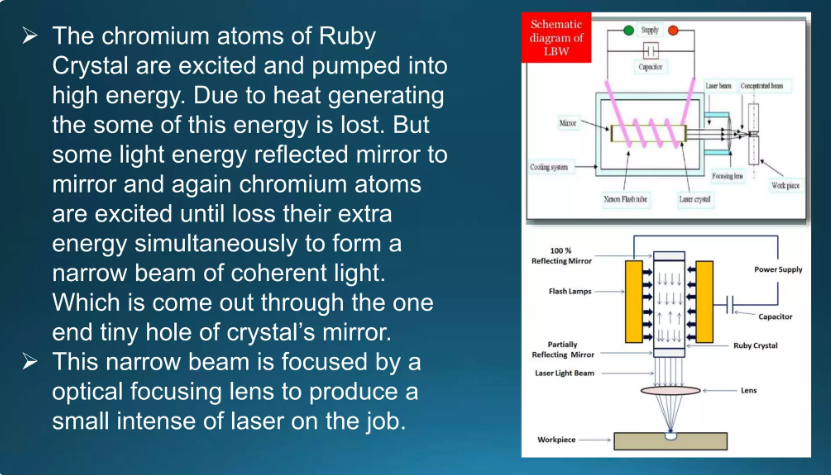 ➢ The chromium atoms of Ruby
Crystal are excited and pumped into
high energy. Due to heat generating
the some of this energy is lost. But
some light energy reflected mirror to
mirror and again chromium atoms
are excited until loss their extra
energy simultaneously to form a
narrow beam of coherent light.
Which is come out through the one
end tiny hole of crystal's mirror.
➢ This narrow beam is focused by a
optical focusing lens to produce a
small intense of laser on the job.
Schematic
diagram of
LBW
Supply
Capacitor
Laser beam
Concentrated beam
Mirror
Cooling system
Focusing lens
Work piece
Xenon Flash tube
Laser crystal
100 %
Reflecting Mirror
Power Supply
Flash Lamps
Capacitor
Partially
Reflecting Mirror
Ruby Crystal
Laser Light Beam
Lens
Workpiece